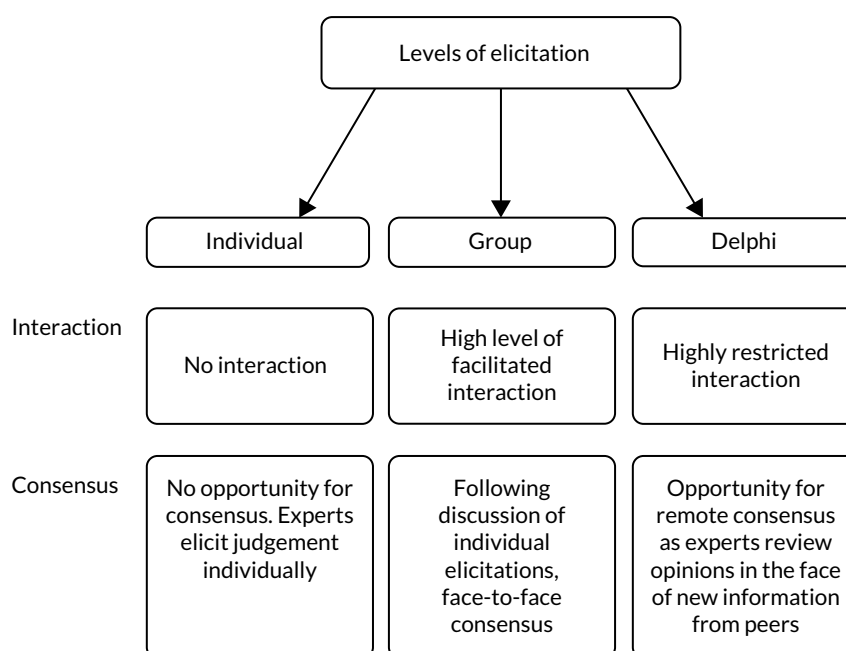 Levels of elicitation
Individual
Group
Delphi
Interaction
No interaction
High level of
facilitated
interaction
Highly restricted
interaction
Consensus
No opportunity for
consensus. Experts
elicit judgement
individually
Following
discussion of
individual
elicitations,
face-to-face
consensus
Opportunity for
remote consensus
as experts review
opinions in the face
of new information
from peers